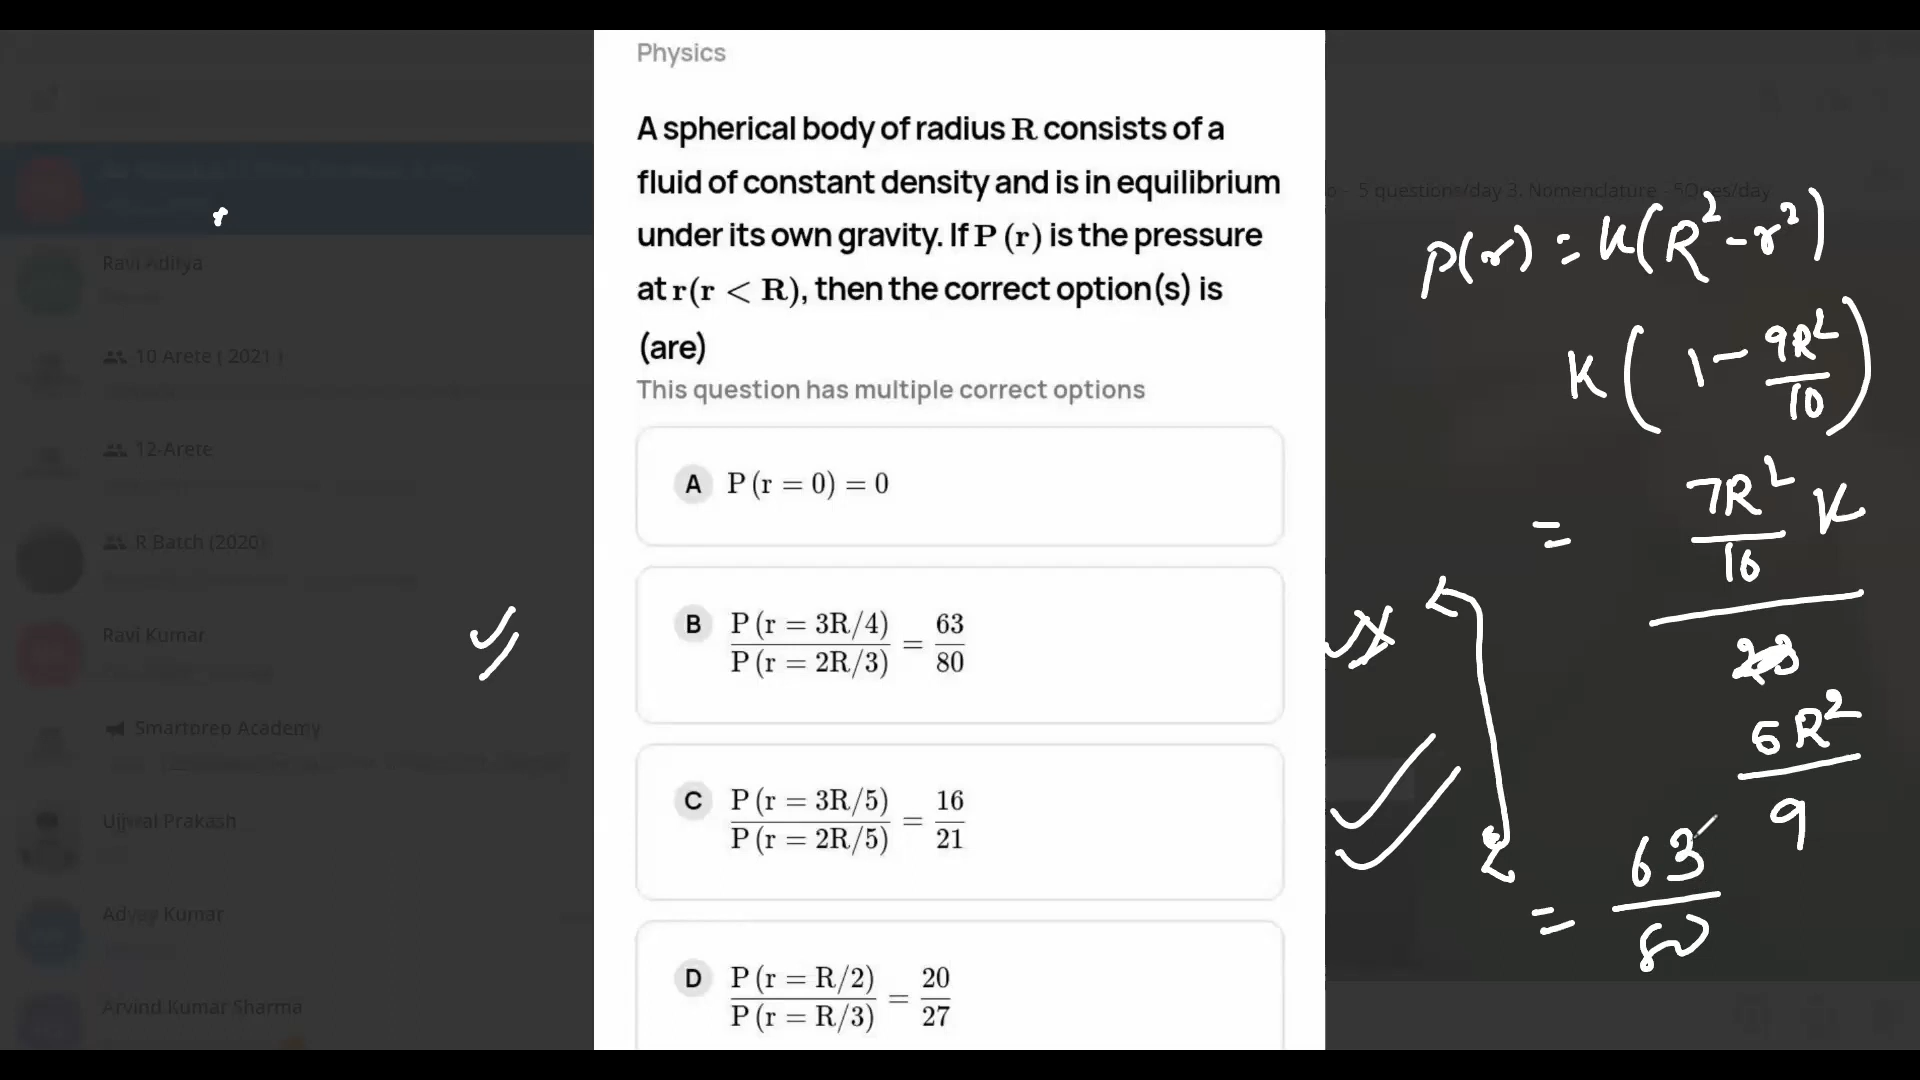 Physics
A spherical body of radius R consists of a
fluid of constant density and is in equilibrium
under its own gravity. If P (r) is the pressure
at r(r < R), then the correct option(s) is
(are)
This question has multiple correct options
A P (r = 0) = 0
B P (r = 3R/4) / P (r = 2R/3) = 63/80
C P (r = 3R/5) / P (r = 2R/5) = 16/21
D P (r = R/2) / P (r = R/3) = 20/27
Ravi Aditya
10 Arete ( 2021 )
12-Arete
R Batch (2020)
Ravi Kumar
Smartprep Academy
Ujjwal Prakash
Adyay Kumar
Arvind Kumar Sharma
- 5 questions/day 3. Nomenclature - 5Ques/day
P(r) = K(R² - r²)
K ( 1 - 9R²/10 )
= 7R²/16 K
5R²/9
= 63/80